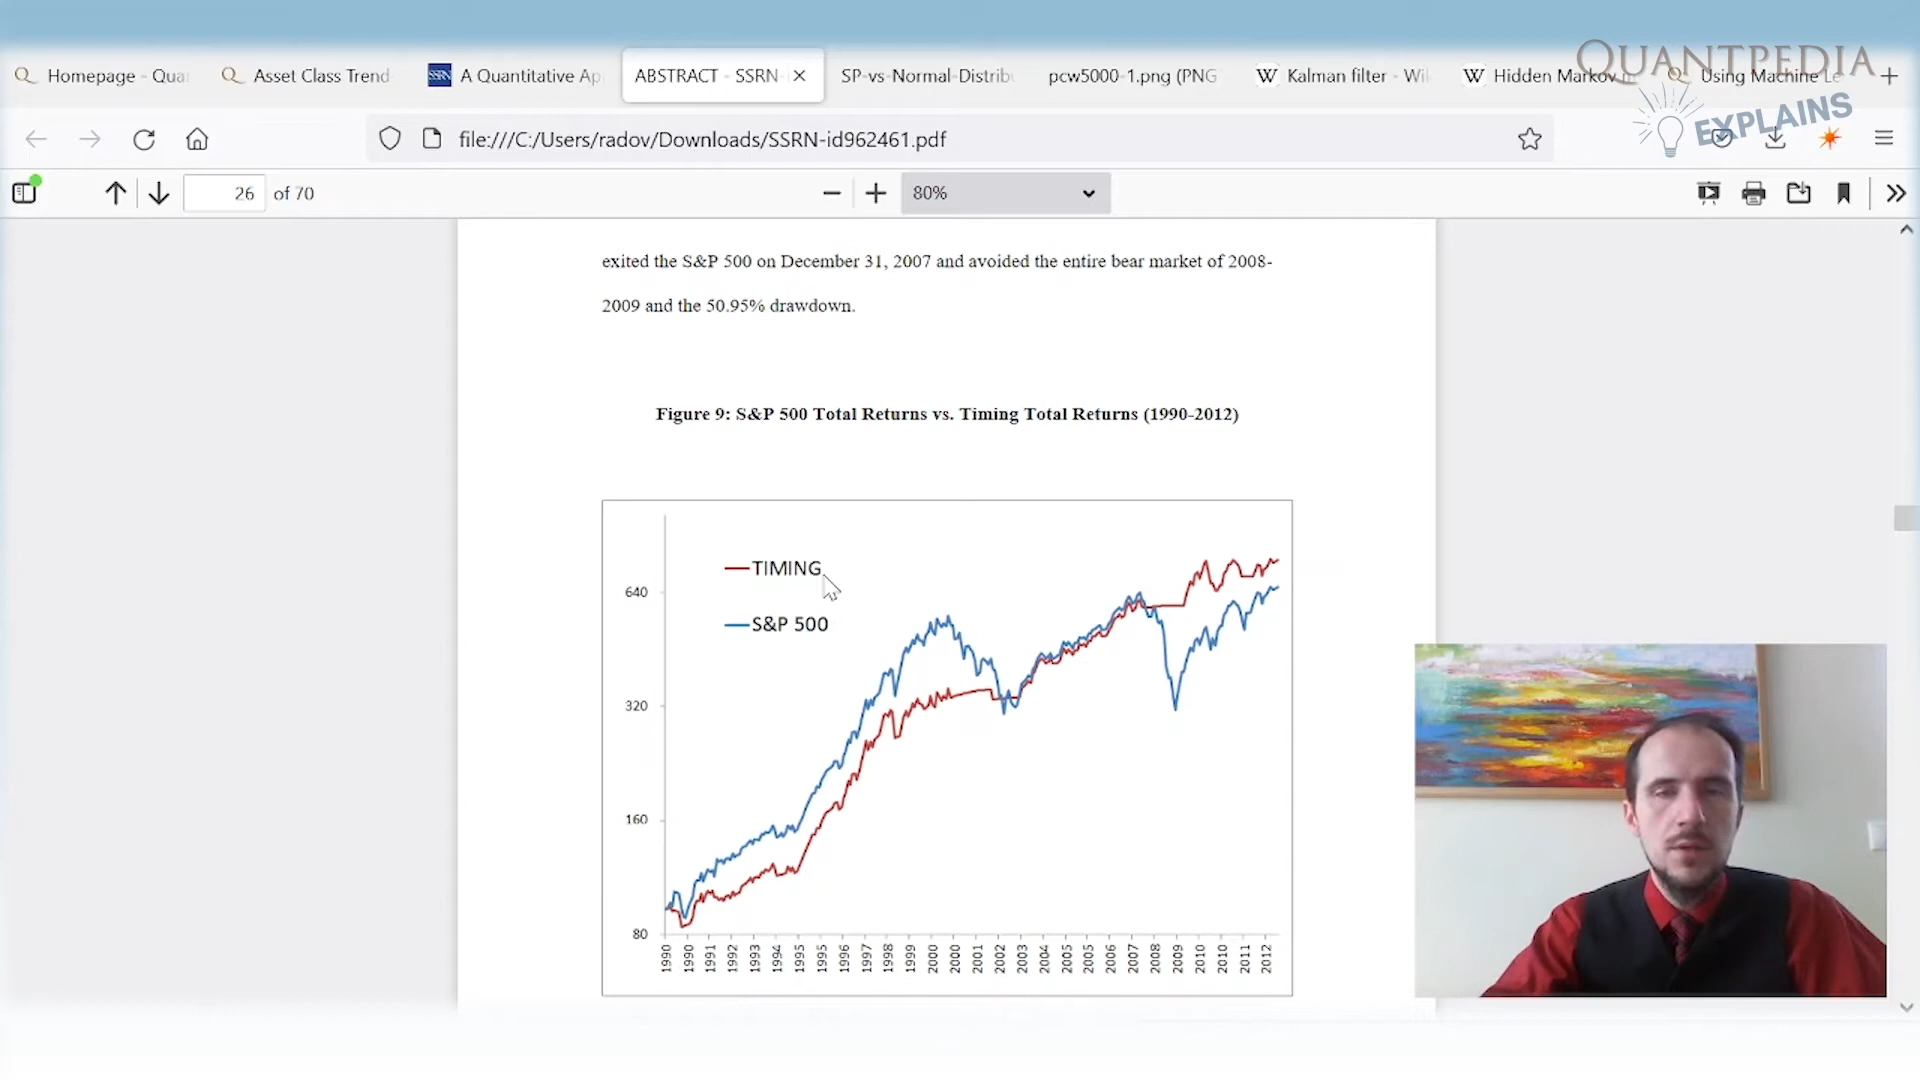 QUANTPEDIA
EXPLAINS
Homepage - Qua
Asset Class Trend
SSRN
A Quantitative Ap
ABSTRACT - SSRN
SP-vs-Normal-Distrib
pcw5000-1.png (PNG
W Kalman filter - Wi
W Hidden Markov
Using Machine Le
file:///C:/Users/radov/Downloads/SSRN-id962461.pdf
26 of 70
80%
exited the S&P 500 on December 31, 2007 and avoided the entire bear market of 2008-
2009 and the 50.95% drawdown.
Figure 9: S&P 500 Total Returns vs. Timing Total Returns (1990-2012)
TIMING
S&P 500
640
320
160
80
1990 1990 1991 1992 1993 1994 1995 1995 1996 1997 1998 1999 2000 2000 2001 2002 2003 2004 2005 2005 2006 2007 2008 2009 2010 2010 2011 2012